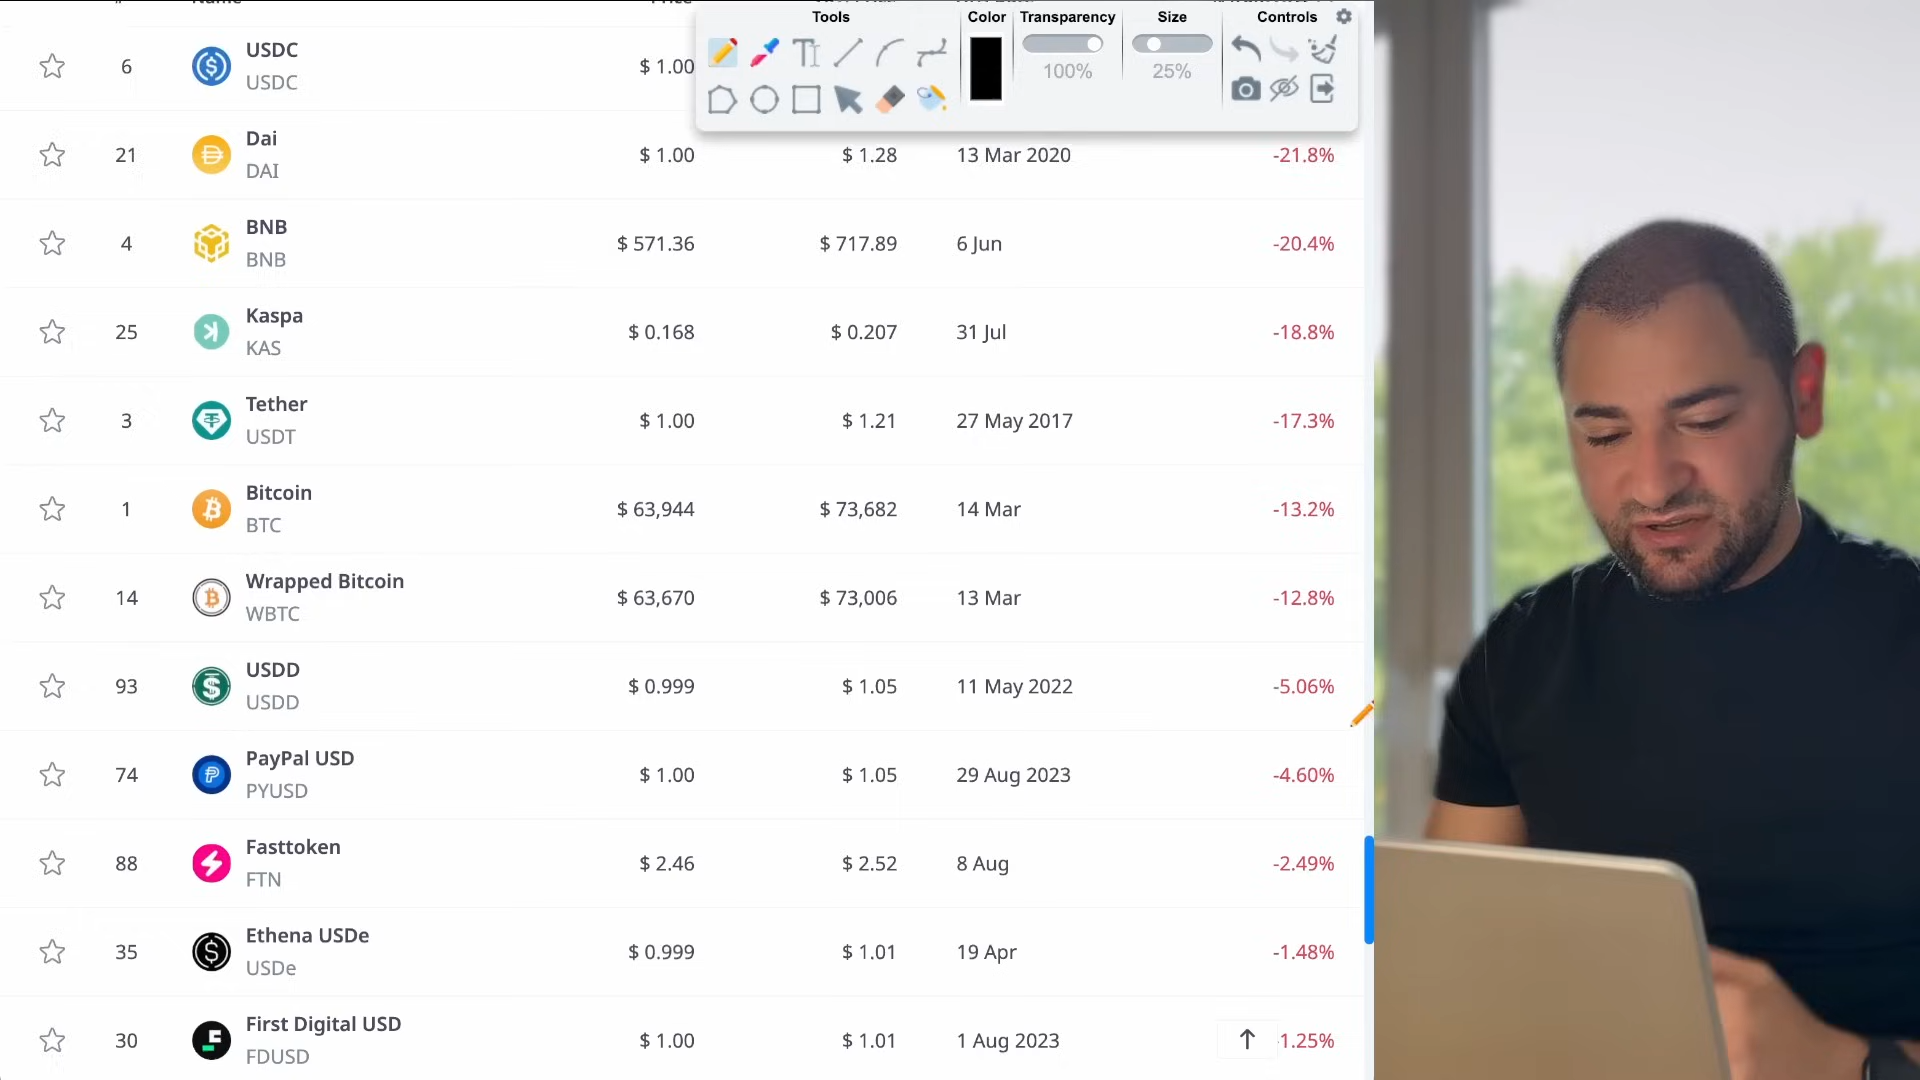 Tools Color Transparency Size Controls
100% 25%
6 USDC $ 1.00
USDC
21 Dai $ 1.00 $ 1.28 13 Mar 2020 -21.8%
DAI
4 BNB $ 571.36 $ 717.89 6 Jun -20.4%
BNB
25 Kaspa $ 0.168 $ 0.207 31 Jul -18.8%
KAS
3 Tether $ 1.00 $ 1.21 27 May 2017 -17.3%
USDT
1 Bitcoin $ 63,944 $ 73,682 14 Mar -13.2%
BTC
14 Wrapped Bitcoin $ 63,670 $ 73,006 13 Mar -12.8%
WBTC
93 USDD $ 0.999 $ 1.05 11 May 2022 -5.06%
USDD
74 PayPal USD $ 1.00 $ 1.05 29 Aug 2023 -4.60%
PYUSD
88 Fasttoken $ 2.46 $ 2.52 8 Aug -2.49%
FTN
35 Ethena USDe $ 0.999 $ 1.01 19 Apr -1.48%
USDe
30 First Digital USD $ 1.00 $ 1.01 1 Aug 2023 -1.25%
FDUSD